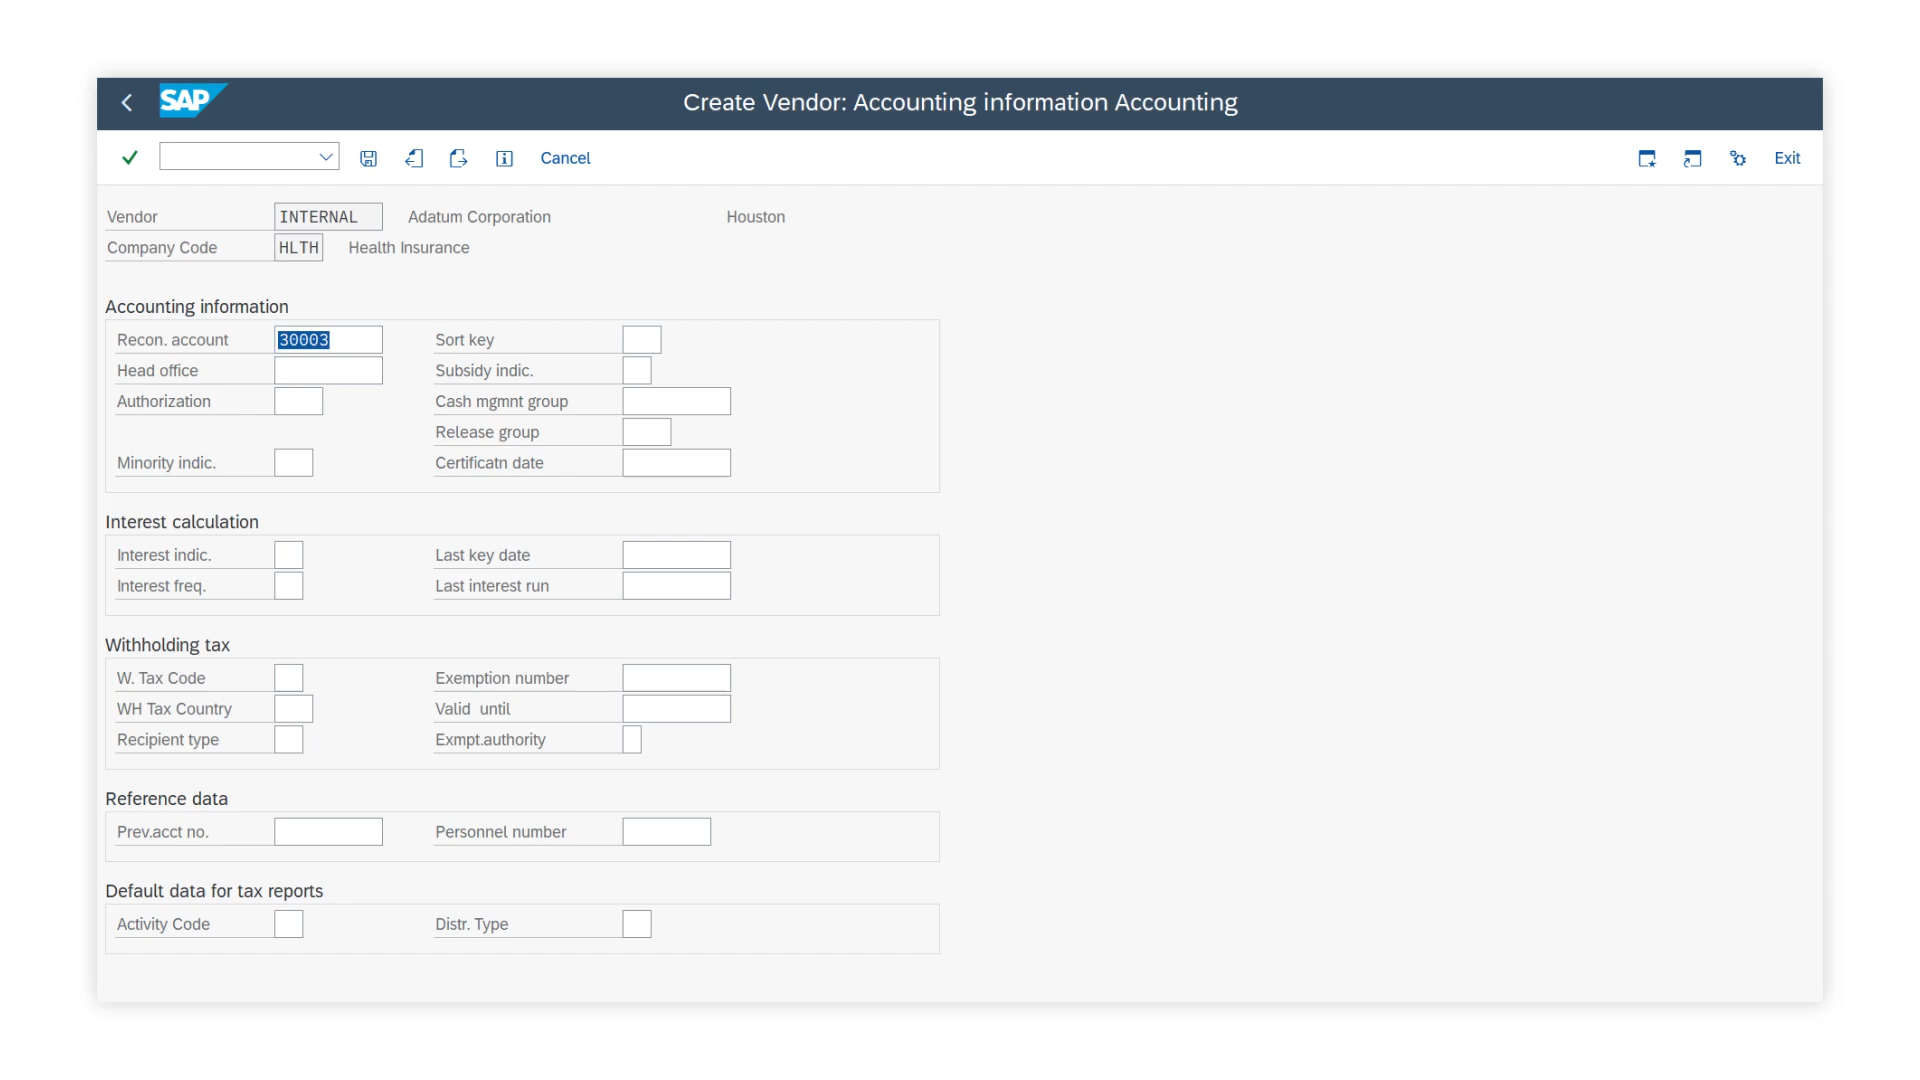 SAP Create Vendor: Accounting information Accounting
Cancel Exit
Vendor INTERNAL Adatum Corporation Houston
Company Code HLTH Health Insurance
Accounting information
Recon. account 30003 Sort key
Head office Subsidy indic.
Authorization Cash mgmnt group
Release group
Minority indic. Certificatn date
Interest calculation
Interest indic. Last key date
Interest freq. Last interest run
Withholding tax
W. Tax Code Exemption number
WH Tax Country Valid until
Recipient type Exmpt.authority
Reference data
Prev.acct no. Personnel number
Default data for tax reports
Activity Code Distr. Type